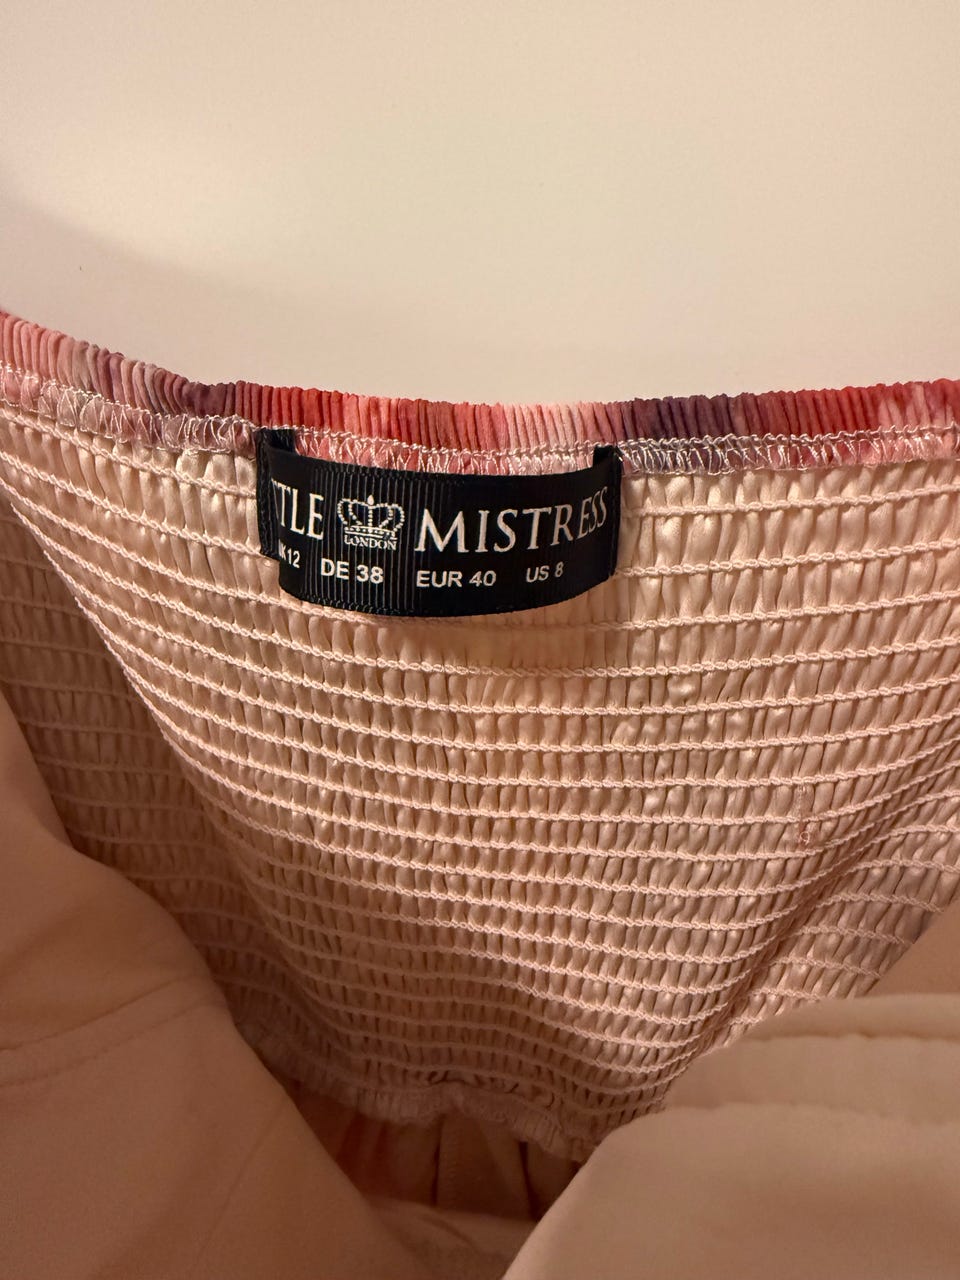 TLE LONDON MISTRESS
K12 DE 38 EUR 40 US 8